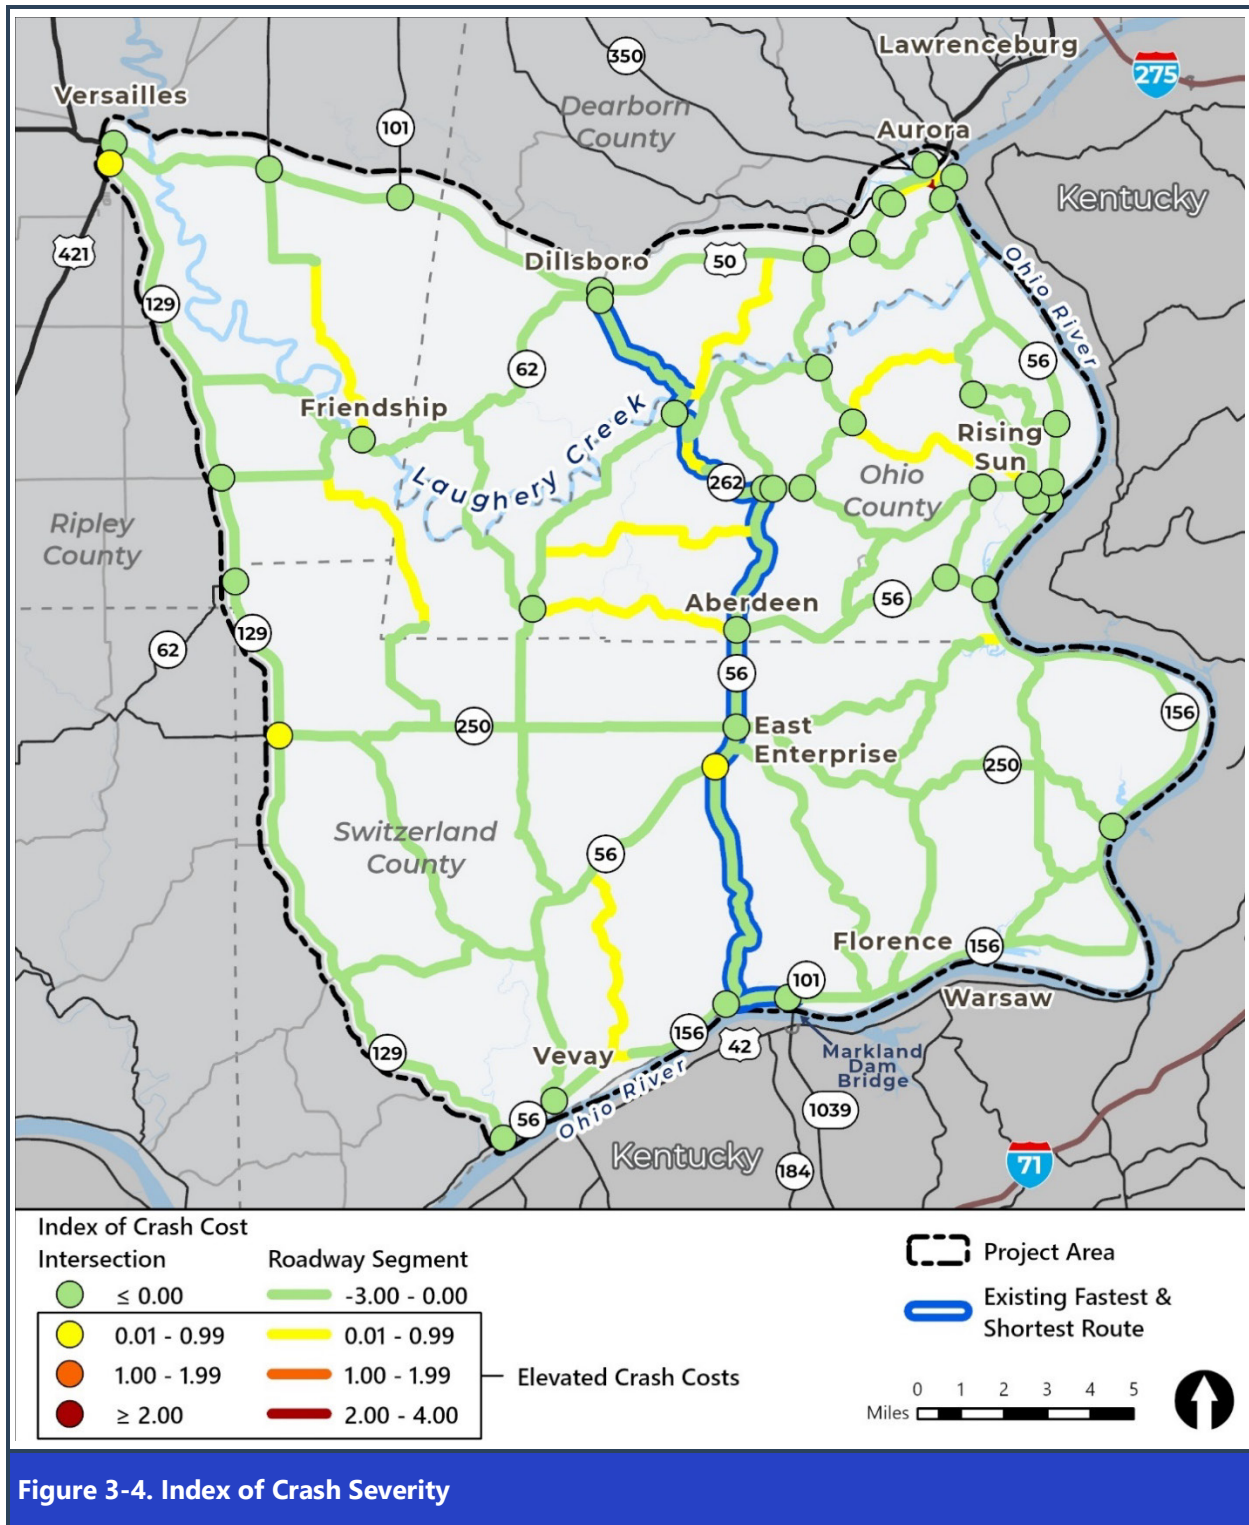 Lawrenceburg
350
275
Versailles
Dearborn
County
101
Aurora
Kentucky
421
Dillsboro
50
Ohio River
129
62
56
Friendship
Laughery Creek
Rising
Sun
262
Ohio
County
Ripley
County
Aberdeen
56
129
62
56
156
250
East
Enterprise
250
Switzerland
County
56
Florence
156
101
Warsaw
129
Vevay
156
42
Markland
Dam
Bridge
56
Ohio River
1039
Kentucky
184
71
Index of Crash Cost
Intersection
Roadway Segment
≤ 0.00
-3.00 - 0.00
0.01 - 0.99
0.01 - 0.99
1.00 - 1.99
1.00 - 1.99
≥ 2.00
2.00 - 4.00
Elevated Crash Costs
Project Area
Existing Fastest &
Shortest Route
0 1 2 3 4 5
Miles
Figure 3-4. Index of Crash Severity